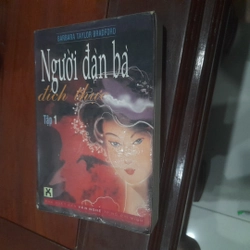 BARBARA TAYLOR BRADFORD
Người đàn bà
đích thực
Tập 1